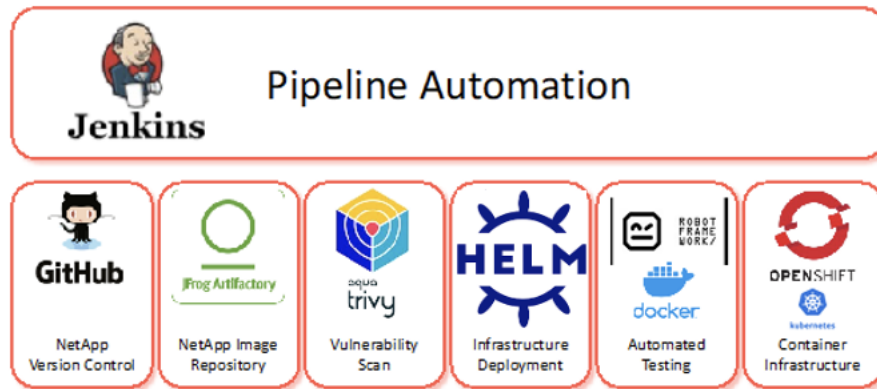 Jenkins
Pipeline Automation
GitHub
NetApp
Version Control
JFrog Artifactory
NetApp Image
Repository
aqua
trivy
Vulnerability
Scan
HELM
Infrastructure
Deployment
ROBOT
FRAME
WORK/
docker
Automated
Testing
OPENSHIFT
kubernetes
Container
Infrastructure